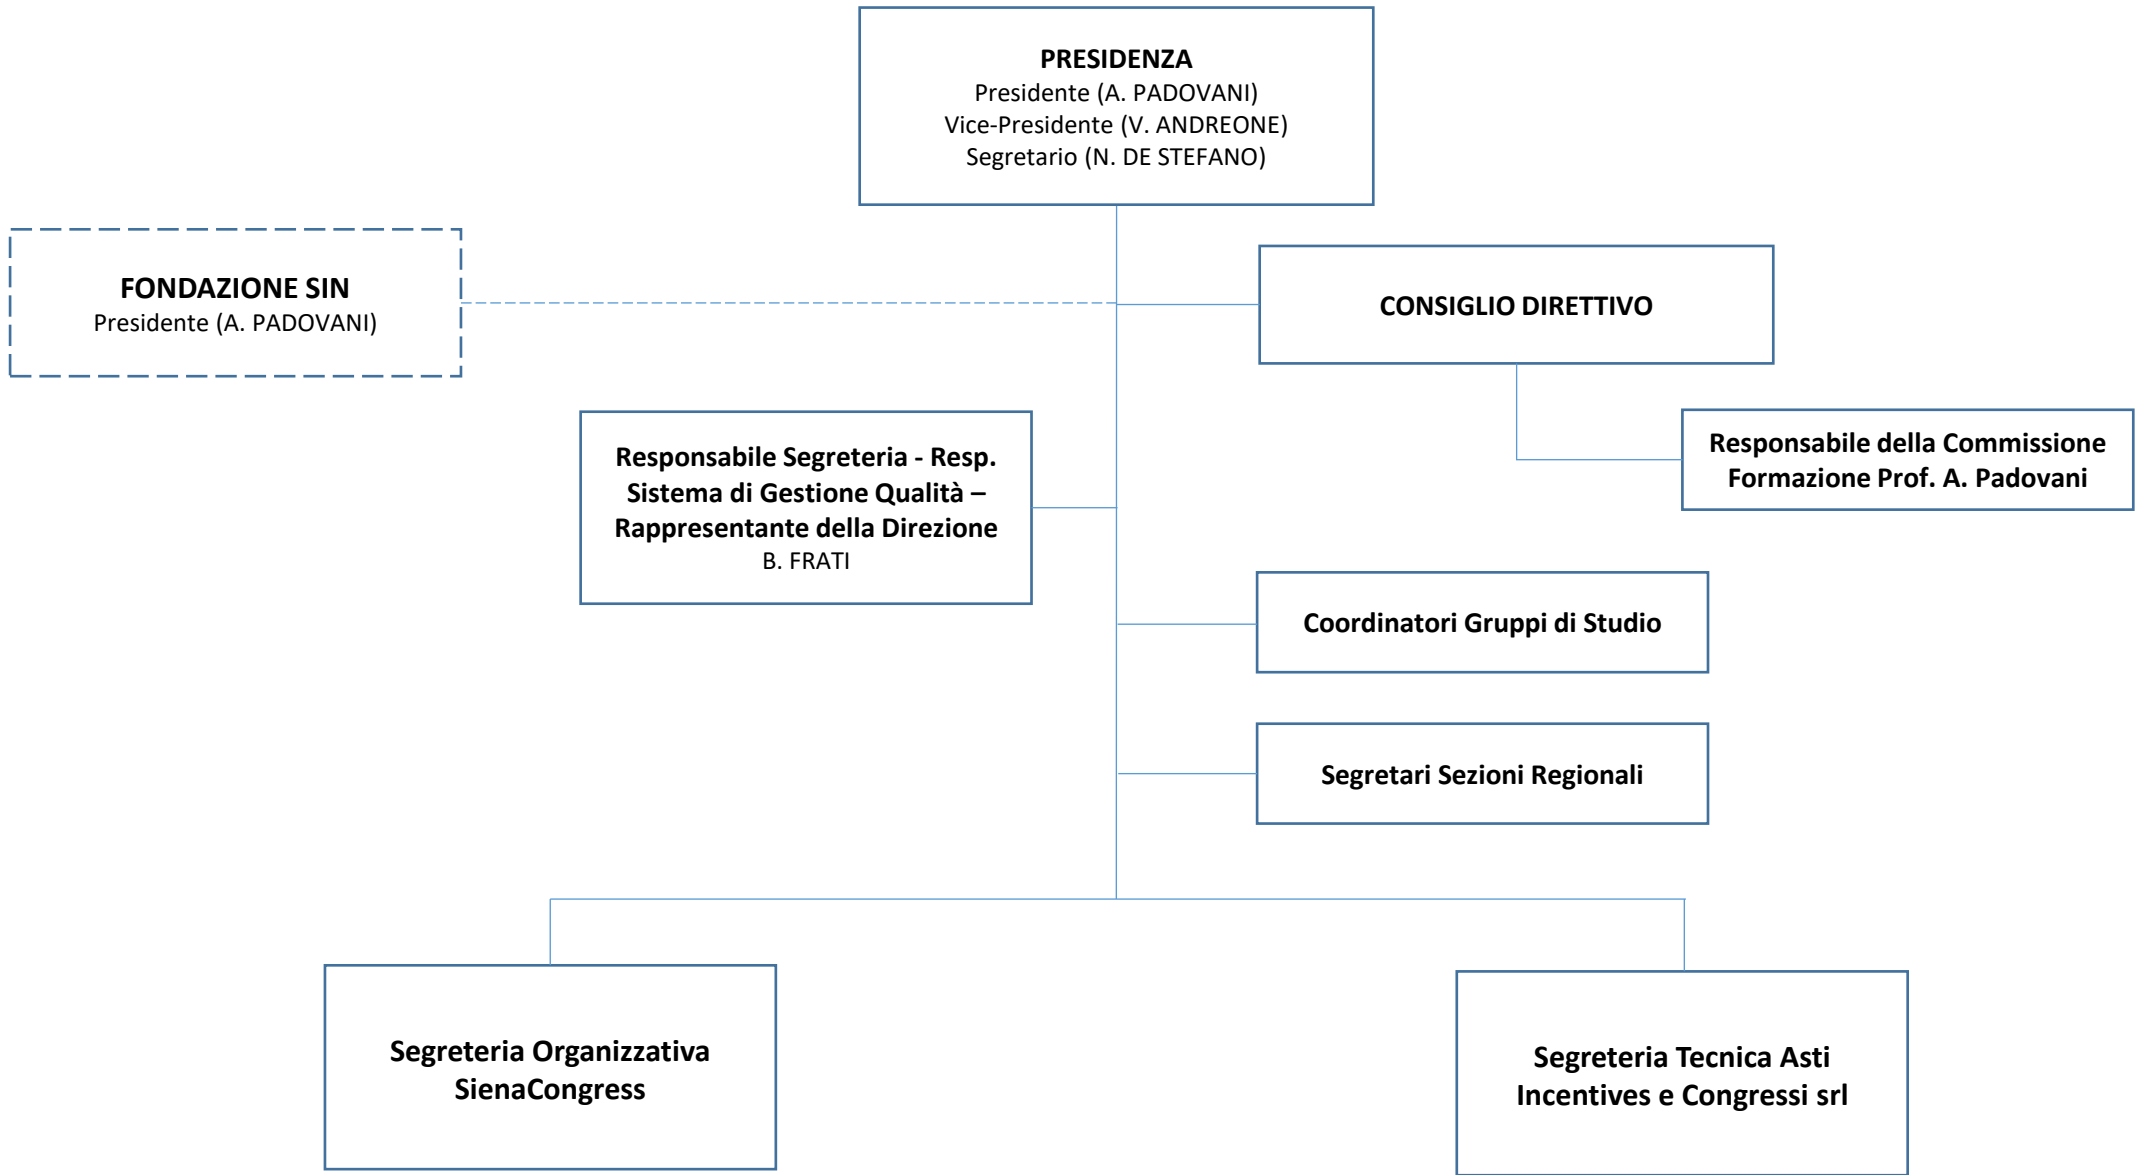 PRESIDENZA
Presidente (A. PADOVANI)
Vice-Presidente (V. ANDREONE)
Segretario (N. DE STEFANO)
FONDAZIONE SIN
Presidente (A. PADOVANI)
CONSIGLIO DIRETTIVO
Responsabile della Commissione
Formazione Prof. A. Padovani
Responsabile Segreteria - Resp.
Sistema di Gestione Qualità –
Rappresentante della Direzione
B. FRATI
Coordinatori Gruppi di Studio
Segretari Sezioni Regionali
Segreteria Organizzativa
SienaCongress
Segreteria Tecnica Asti
Incentives e Congressi srl